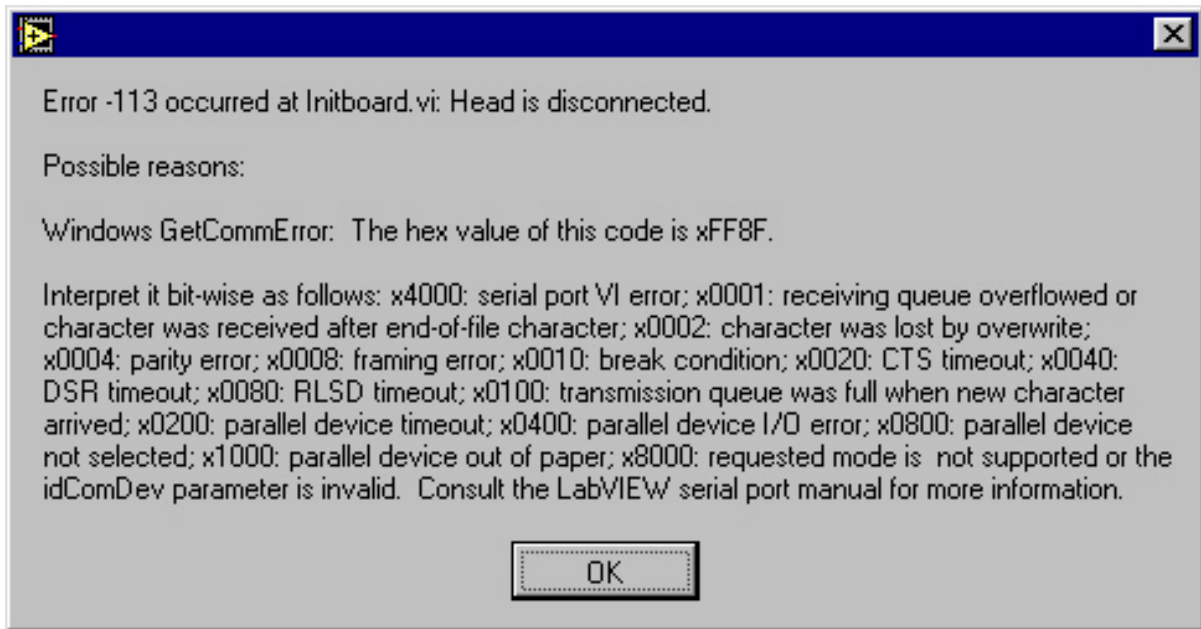 Error -113 occurred at Initboard.vi: Head is disconnected.
Possible reasons:
Windows GetCommError:  The hex value of this code is xFF8F.
Interpret it bit-wise as follows: x4000: serial port VI error; x0001: receiving queue overflowed or
character was received after end-of-file character; x0002: character was lost by overwrite;
x0004: parity error; x0008: framing error; x0010: break condition; x0020: CTS timeout; x0040:
DSR timeout; x0080: RLSD timeout; x0100: transmission queue was full when new character
arrived; x0200: parallel device timeout; x0400: parallel device I/O error; x0800: parallel device
not selected; x1000: parallel device out of paper; x8000: requested mode is  not supported or the
idComDev parameter is invalid.  Consult the LabVIEW serial port manual for more information.
OK